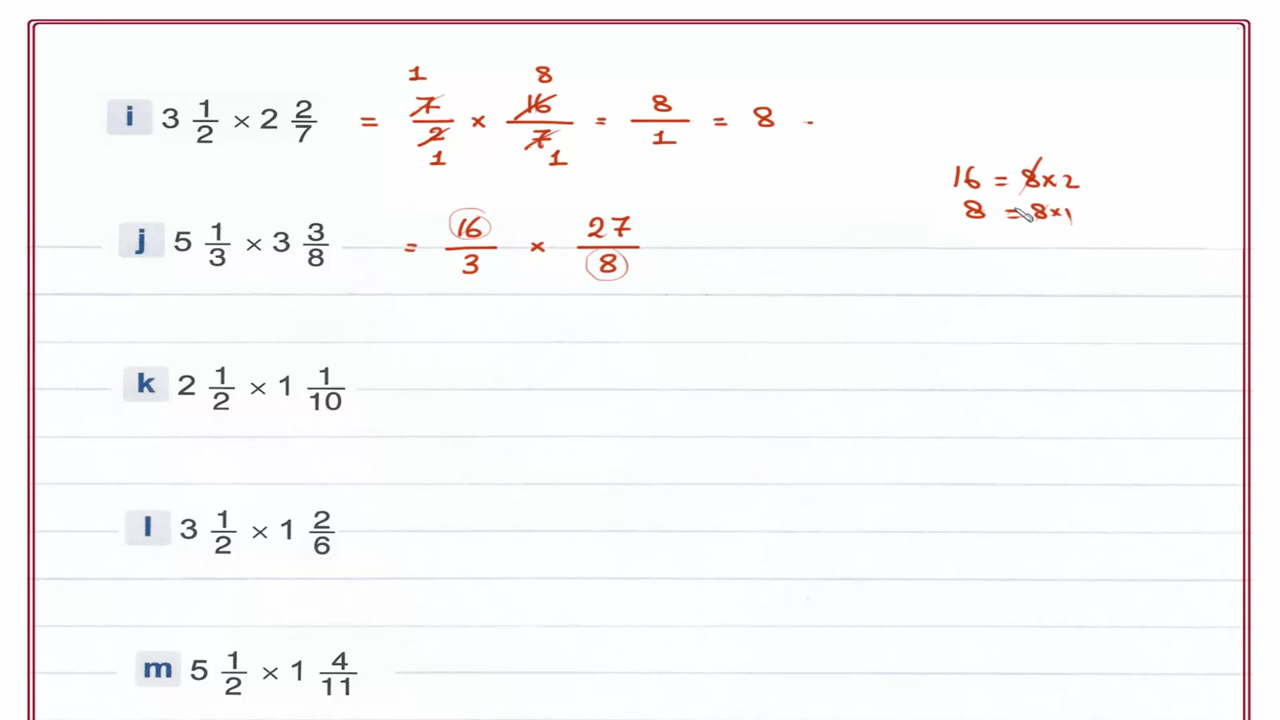 i 3 1/2 × 2 2/7 = 7/2 × 16/7 = 8/1 = 8 .
1 8
1 1
16 = 8 × 2
8 = 8 × 1
j 5 1/3 × 3 3/8 = 16/3 × 27/8
k 2 1/2 × 1 1/10
l 3 1/2 × 1 2/6
m 5 1/2 × 1 4/11